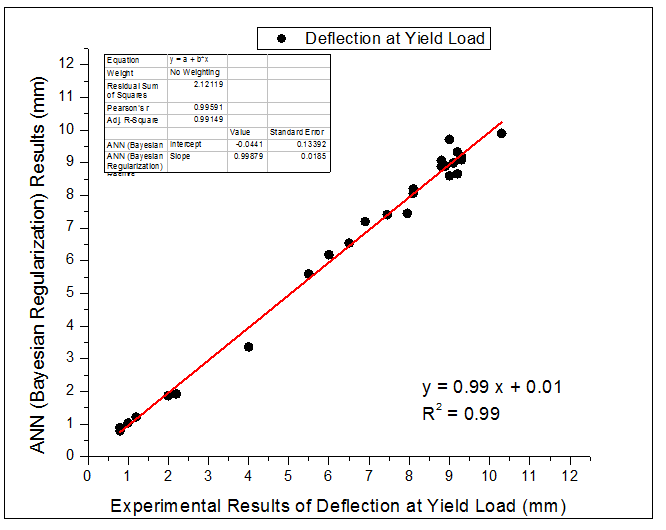 Deflection at Yield Load
Equation y = a + b*x
Weight No Weighting
Residual Sum of Squares 2.12119
Pearson's r 0.99591
Adj. R-Square 0.99149
Value Standard Error
ANN (Bayesian Intercept -0.0441 0.13392
ANN (Bayesian Regularization) Slope 0.99879 0.0185
ANN (Bayesian Regularization) Results (mm)
12
11
10
9
8
7
6
5
4
3
2
1
0
y = 0.99 x + 0.01
R² = 0.99
0 1 2 3 4 5 6 7 8 9 10 11 12
Experimental Results of Deflection at Yield Load (mm)